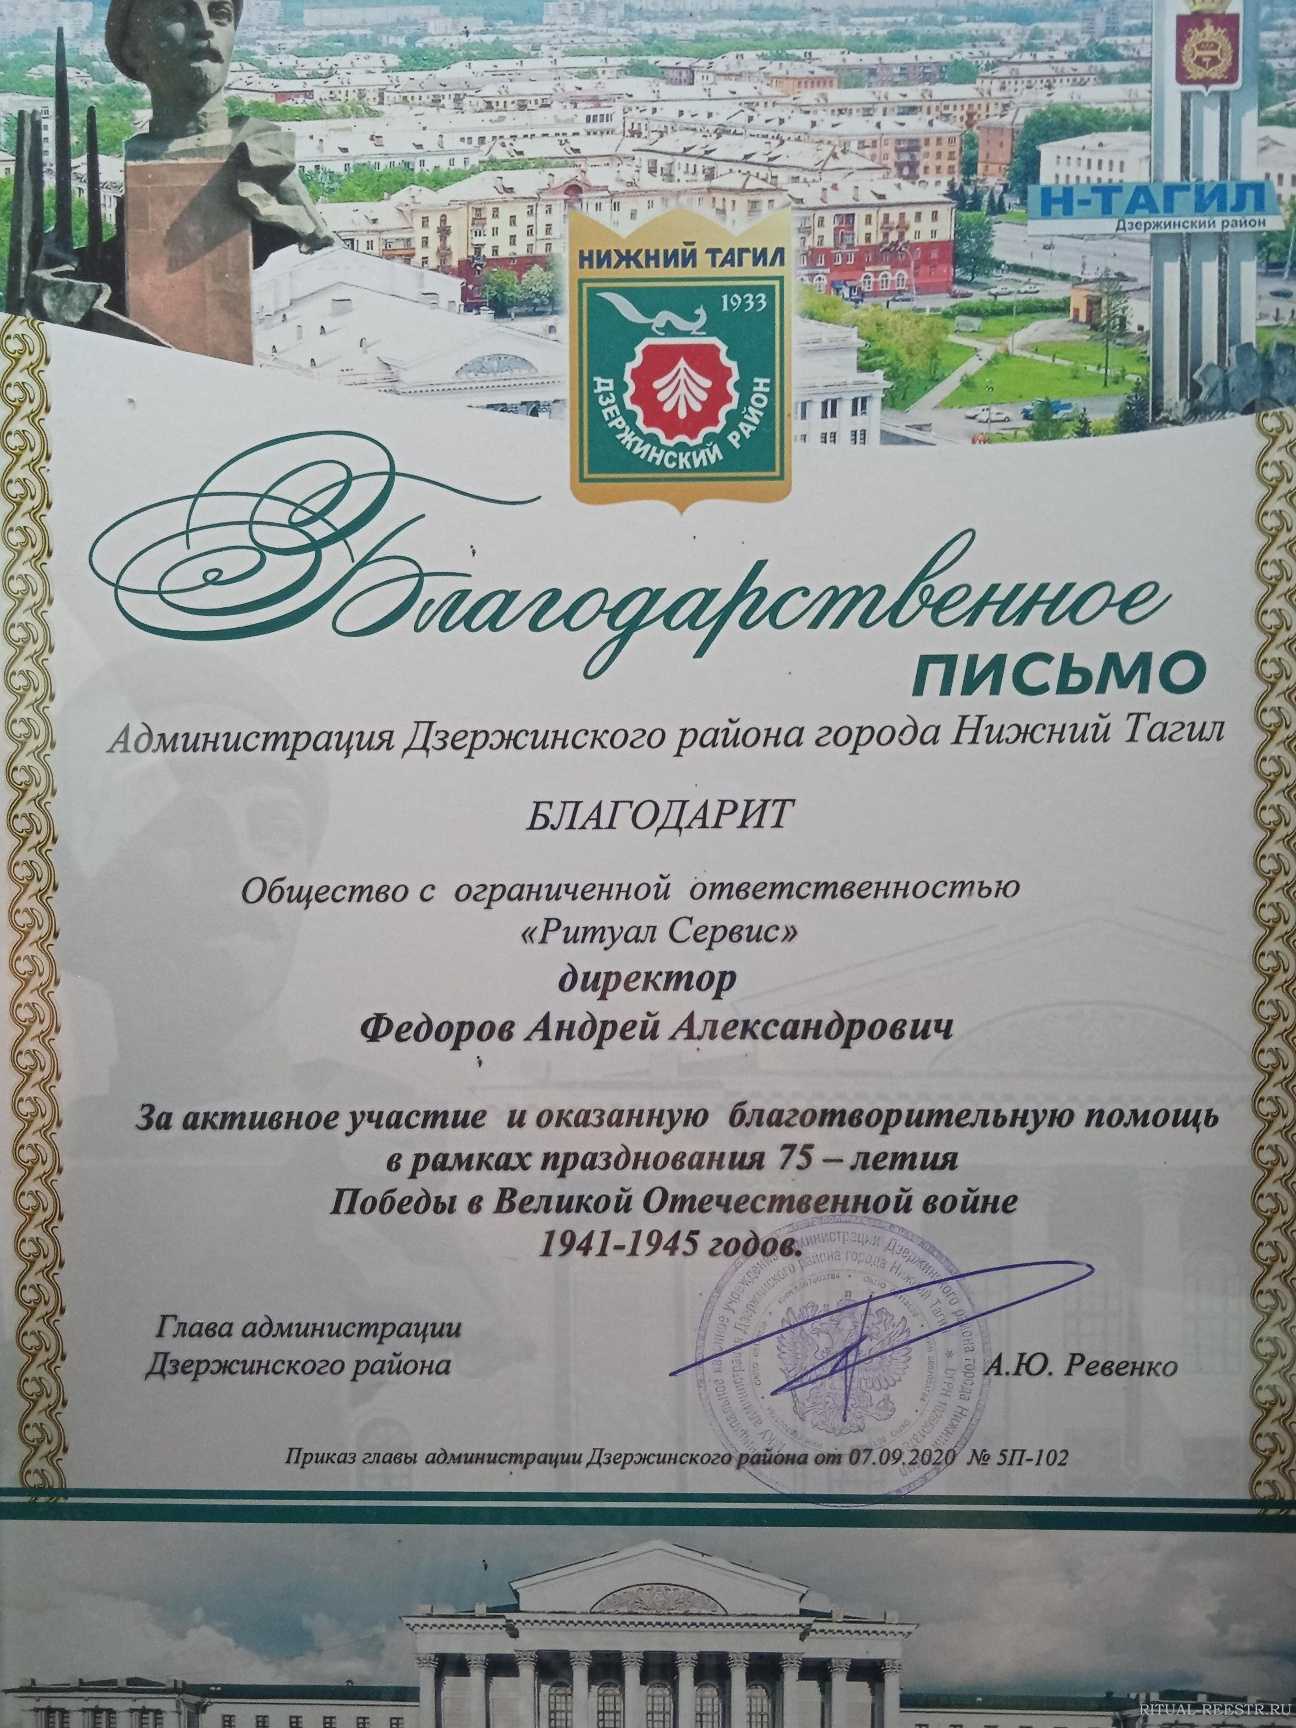 Н-ТАГИЛ
Дзержинский район
НИЖНИЙ ТАГИЛ
1933
ДЗЕРЖИНСКИЙ РАЙОН
Благодарственное
ПИСЬМО
Администрация Дзержинского района города Нижний Тагил
БЛАГОДАРИТ
Общество с ограниченной ответственностью
«Ритуал Сервис»
директор
Федоров Андрей Александрович
За активное участие и оказанную благотворительную помощь
в рамках празднования 75 – летия
Победы в Великой Отечественной войне
1941-1945 годов.
Глава администрации
Дзержинского района
А.Ю. Ревенко
Приказ главы администрации Дзержинского района от 07.09.2020 № 5П-102
RITUAL-REESTR.RU